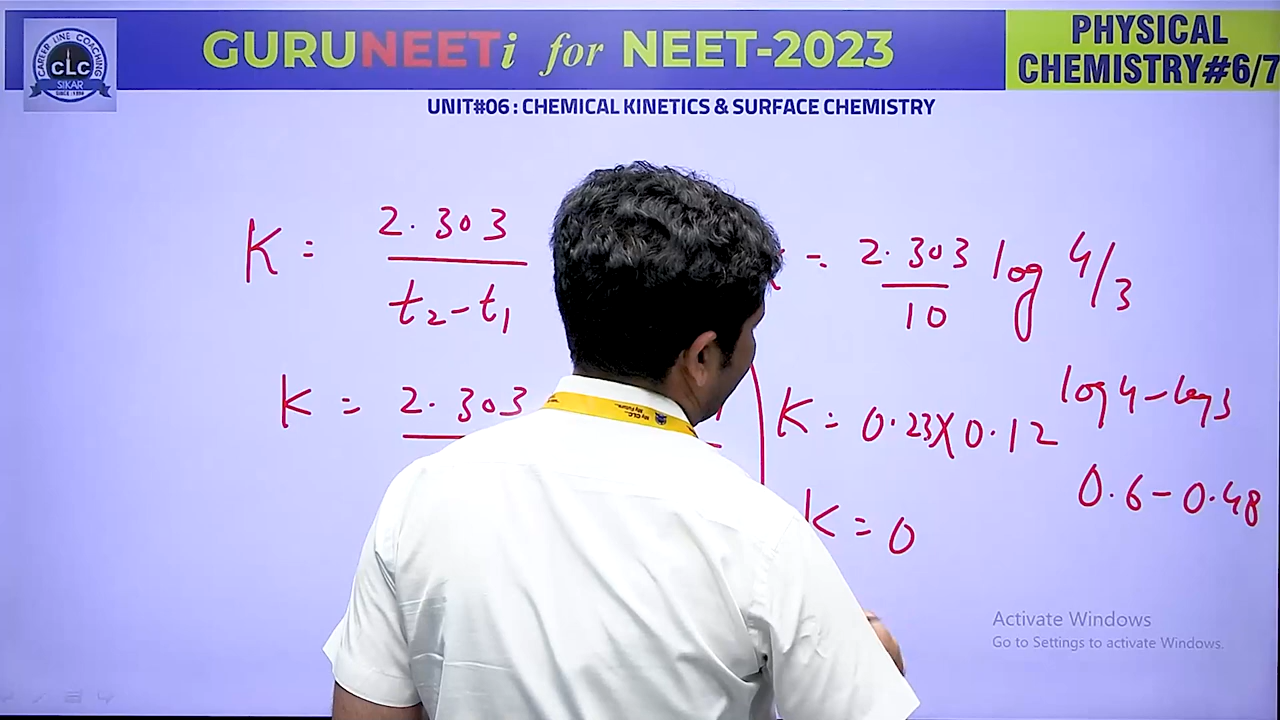 CAREER LINE COACHING
CLC
SIKAR
SINCE : 1996
GURUNEETi for NEET-2023
PHYSICAL
CHEMISTRY#6/7
UNIT#06 : CHEMICAL KINETICS & SURFACE CHEMISTRY
K = 2.303 / t2-t1
= 2.303 / 10 log 4/3
K = 2.303
log 4 - log 3
K = 0.23 X 0.12
0.6 - 0.48
K = 0
Activate Windows
Go to Settings to activate Windows.